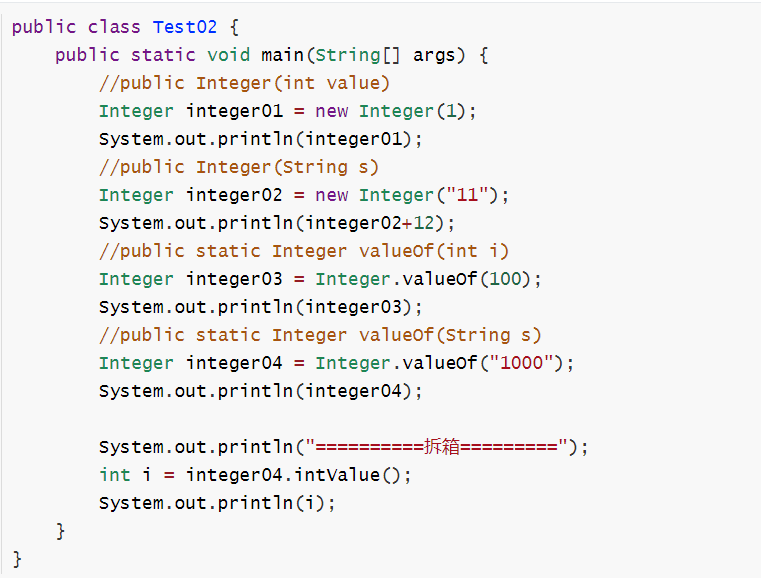 public class Test02 {
    public static void main(String[] args) {
        //public Integer(int value)
        Integer integer01 = new Integer(1);
        System.out.println(integer01);
        //public Integer(String s)
        Integer integer02 = new Integer("11");
        System.out.println(integer02+12);
        //public static Integer valueOf(int i)
        Integer integer03 = Integer.valueOf(100);
        System.out.println(integer03);
        //public static Integer valueOf(String s)
        Integer integer04 = Integer.valueOf("1000");
        System.out.println(integer04);

        System.out.println("==========拆箱=========");
        int i = integer04.intValue();
        System.out.println(i);
    }
}